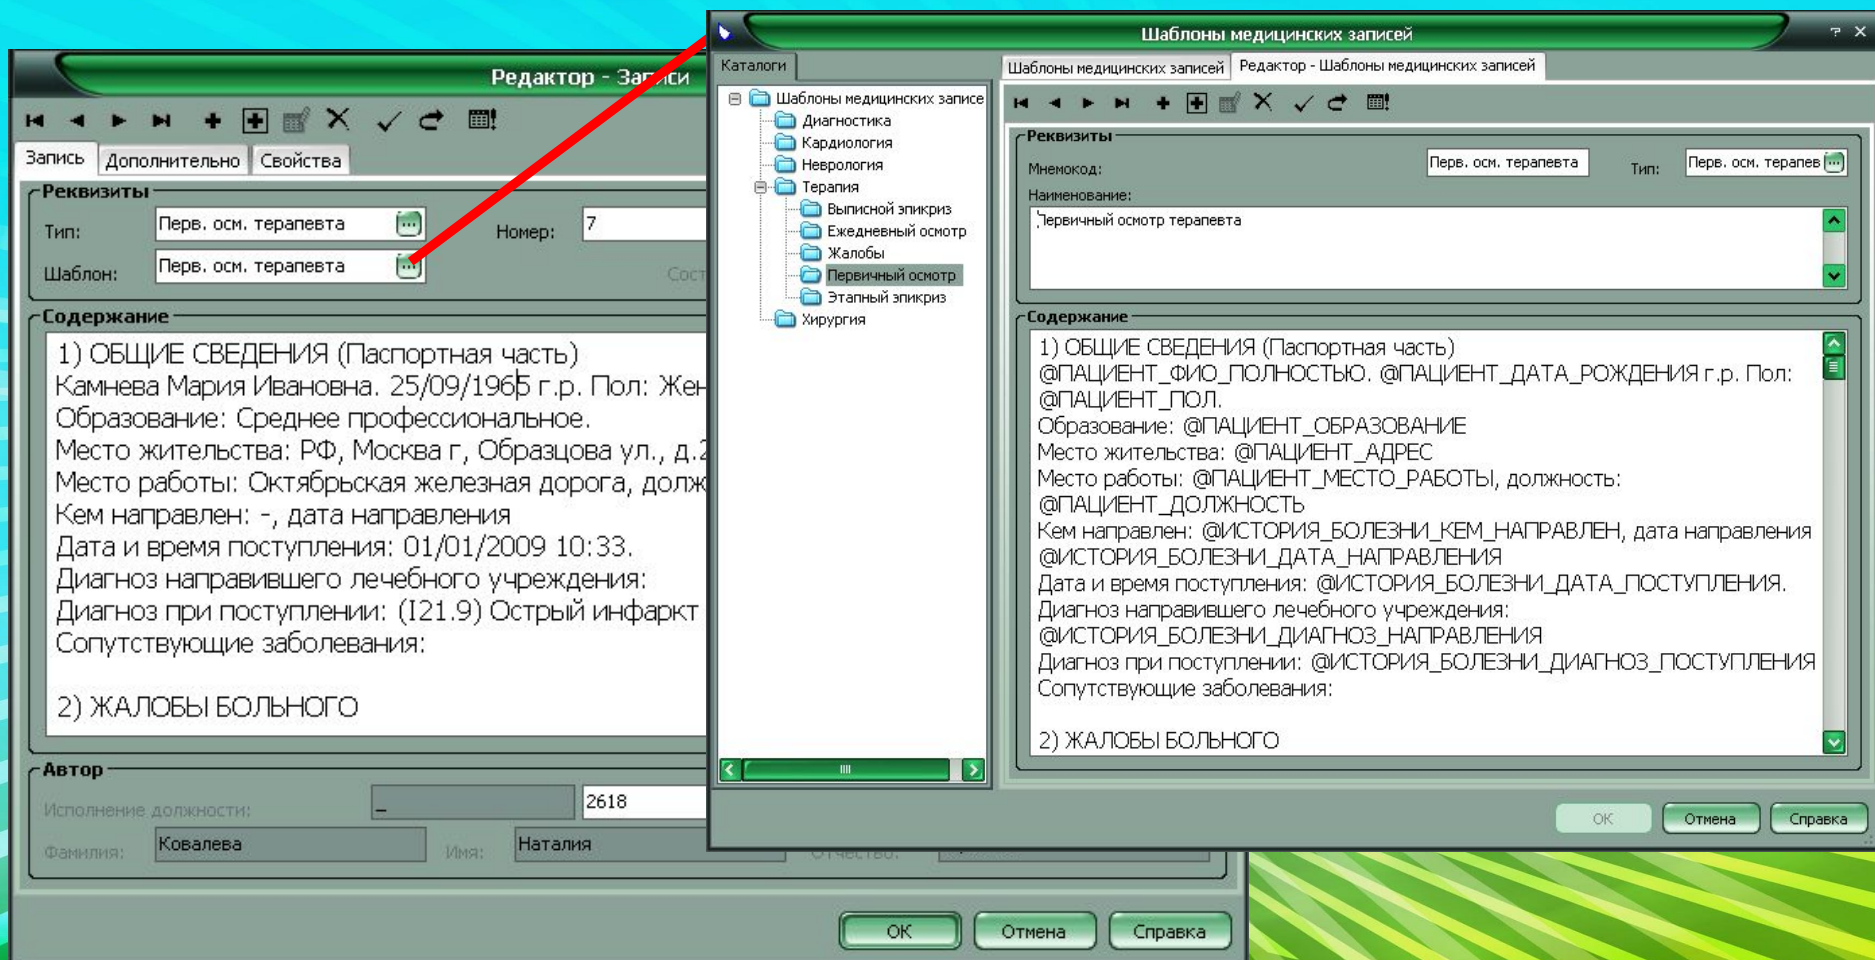 Редактор - Записи
Запись
Дополнительно
Свойства
Реквизиты
Тип:
Перв. осм. терапевта
Номер:
7
Шаблон:
Перв. осм. терапевта
Содержание
1) ОБЩИЕ СВЕДЕНИЯ (Паспортная часть)
Камнева Мария Ивановна. 25/09/1965 г.р. Пол: Жен
Образование: Среднее профессиональное.
Место жительства: РФ, Москва г, Образцова ул., д.2
Место работы: Октябрьская железная дорога, долж
Кем направлен: -, дата направления
Дата и время поступления: 01/01/2009 10:33.
Диагноз направившего лечебного учреждения:
Диагноз при поступлении: (I21.9) Острый инфаркт
Сопутствующие заболевания:
2) ЖАЛОБЫ БОЛЬНОГО
Автор
Исполнение должности:
_
2618
Фамилия:
Ковалева
Имя:
Наталия
Отчество:
ОК
Отмена
Справка
Шаблоны медицинских записей
Каталоги
Шаблоны медицинских записе
Диагностика
Кардиология
Неврология
Терапия
Выписной эпикриз
Ежедневный осмотр
Жалобы
Первичный осмотр
Этапный эпикриз
Хирургия
Шаблоны медицинских записей
Редактор - Шаблоны медицинских записей
Реквизиты
Мнемокод:
Перв. осм. терапевта
Тип:
Перв. осм. терапев
Наименование:
Первичный осмотр терапевта
Содержание
1) ОБЩИЕ СВЕДЕНИЯ (Паспортная часть)
@ПАЦИЕНТ_ФИО_ПОЛНОСТЬЮ. @ПАЦИЕНТ_ДАТА_РОЖДЕНИЯ г.р. Пол:
@ПАЦИЕНТ_ПОЛ.
Образование: @ПАЦИЕНТ_ОБРАЗОВАНИЕ
Место жительства: @ПАЦИЕНТ_АДРЕС
Место работы: @ПАЦИЕНТ_МЕСТО_РАБОТЫ, должность:
@ПАЦИЕНТ_ДОЛЖНОСТЬ
Кем направлен: @ИСТОРИЯ_БОЛЕЗНИ_КЕМ_НАПРАВЛЕН, дата направления
@ИСТОРИЯ_БОЛЕЗНИ_ДАТА_НАПРАВЛЕНИЯ
Дата и время поступления: @ИСТОРИЯ_БОЛЕЗНИ_ДАТА_ПОСТУПЛЕНИЯ.
Диагноз направившего лечебного учреждения:
@ИСТОРИЯ_БОЛЕЗНИ_ДИАГНОЗ_НАПРАВЛЕНИЯ
Диагноз при поступлении: @ИСТОРИЯ_БОЛЕЗНИ_ДИАГНОЗ_ПОСТУПЛЕНИЯ
Сопутствующие заболевания:
2) ЖАЛОБЫ БОЛЬНОГО
ОК
Отмена
Справка